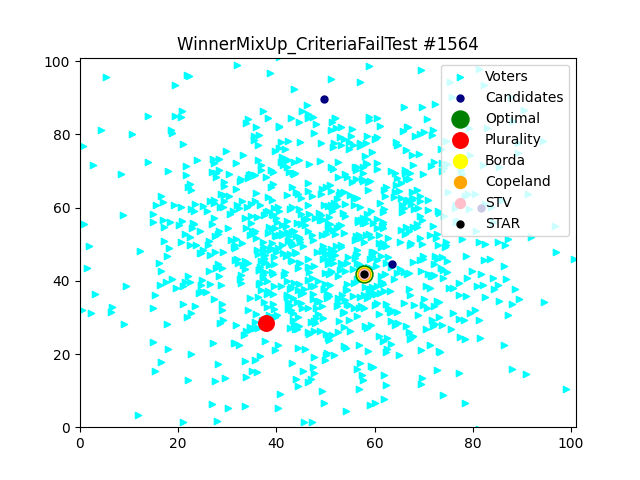 WinnerMixUp_CriteriaFailTest #1564
100
80
60
40
20
0
0
20
40
60
80
100
Voters
Candidates
Optimal
Plurality
Borda
Copeland
STV
STAR